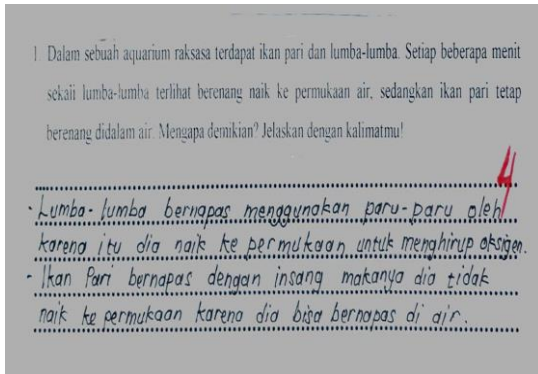 1. Dalam sebuah aquarium raksasa terdapat ikan pari dan lumba-lumba. Setiap beberapa menit
sekali lumba-lumba terlihat berenang naik ke permukaan air, sedangkan ikan pari tetap
berenang didalam air. Mengapa demikian? Jelaskan dengan kalimatmu!
4
- Lumba-lumba bernapas menggunakan paru-paru oleh
karena itu dia naik ke permukaan untuk menghirup oksigen.
- Ikan Pari bernapas dengan insang makanya dia tidak
naik ke permukaan karena dia bisa bernapas di air.